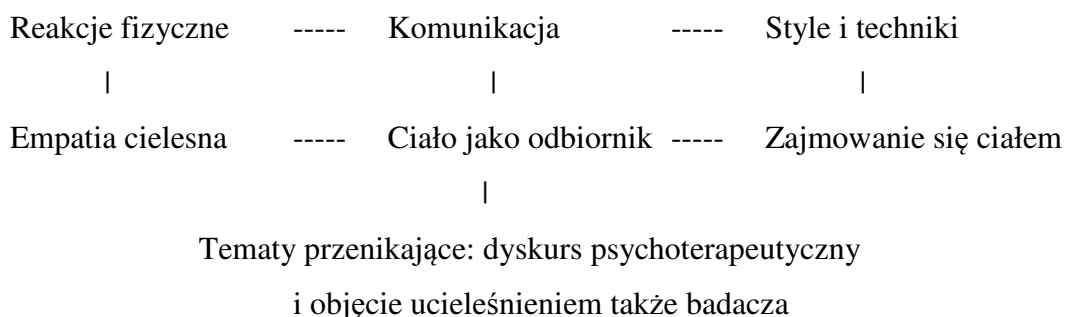 Reakcje fizyczne ----- Komunikacja ----- Style i techniki
| | |
Empatia cielesna ----- Ciało jako odbiornik ----- Zajmowanie się ciałem
|
Tematy przenikające: dyskurs psychoterapeutyczny
i objęcie ucieleśnieniem także badacza